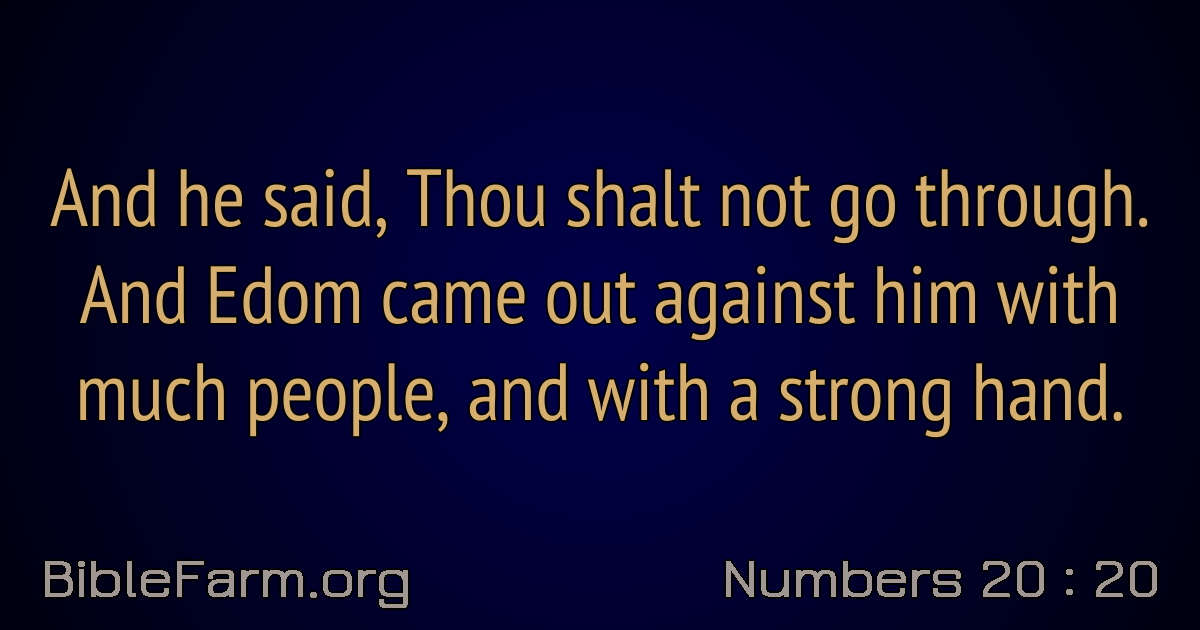 And he said, Thou shalt not go through.
And Edom came out against him with
much people, and with a strong hand.
BibleFarm.org
Numbers 20 : 20